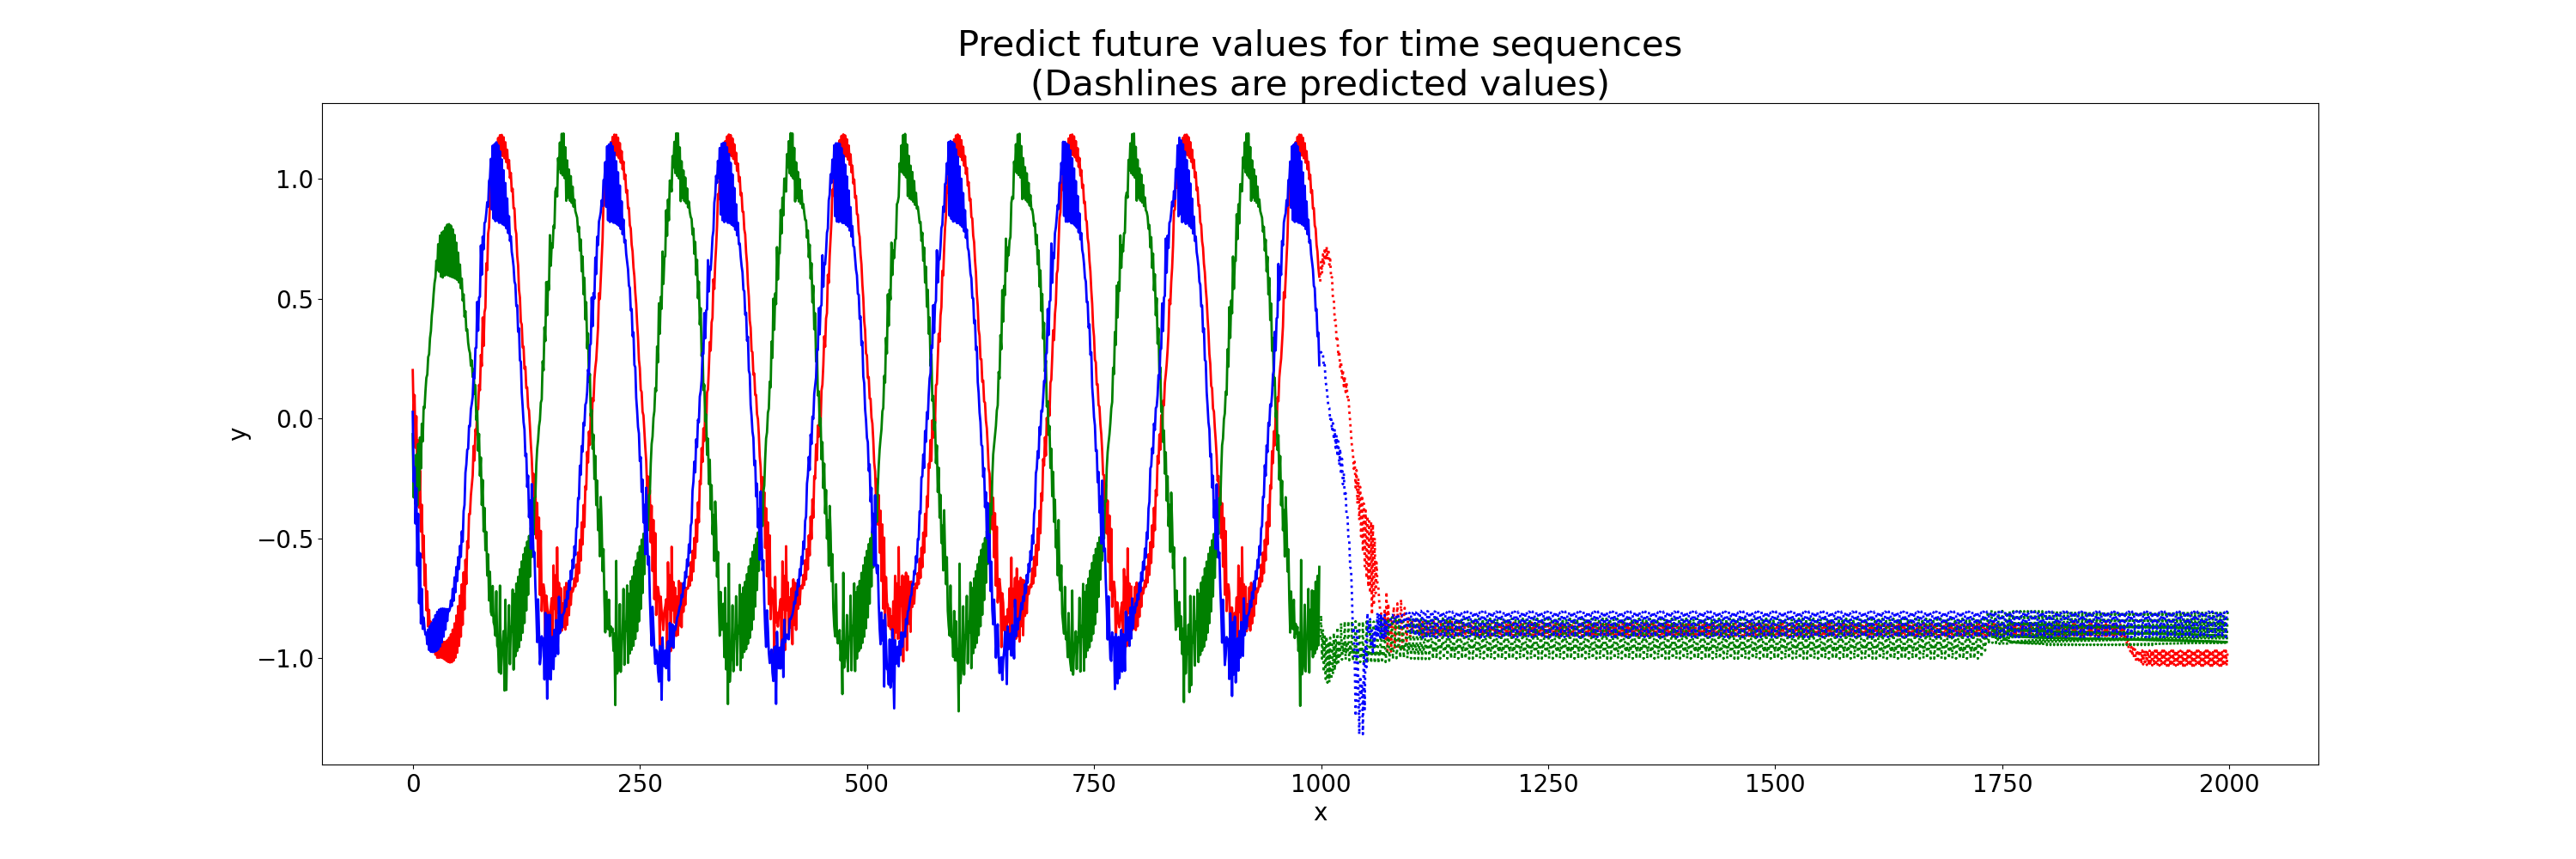 Predict future values for time sequences
(Dashlines are predicted values)
1.0
0.5
0.0
−0.5
−1.0
y
0 250 500 750 1000 1250 1500 1750 2000
x